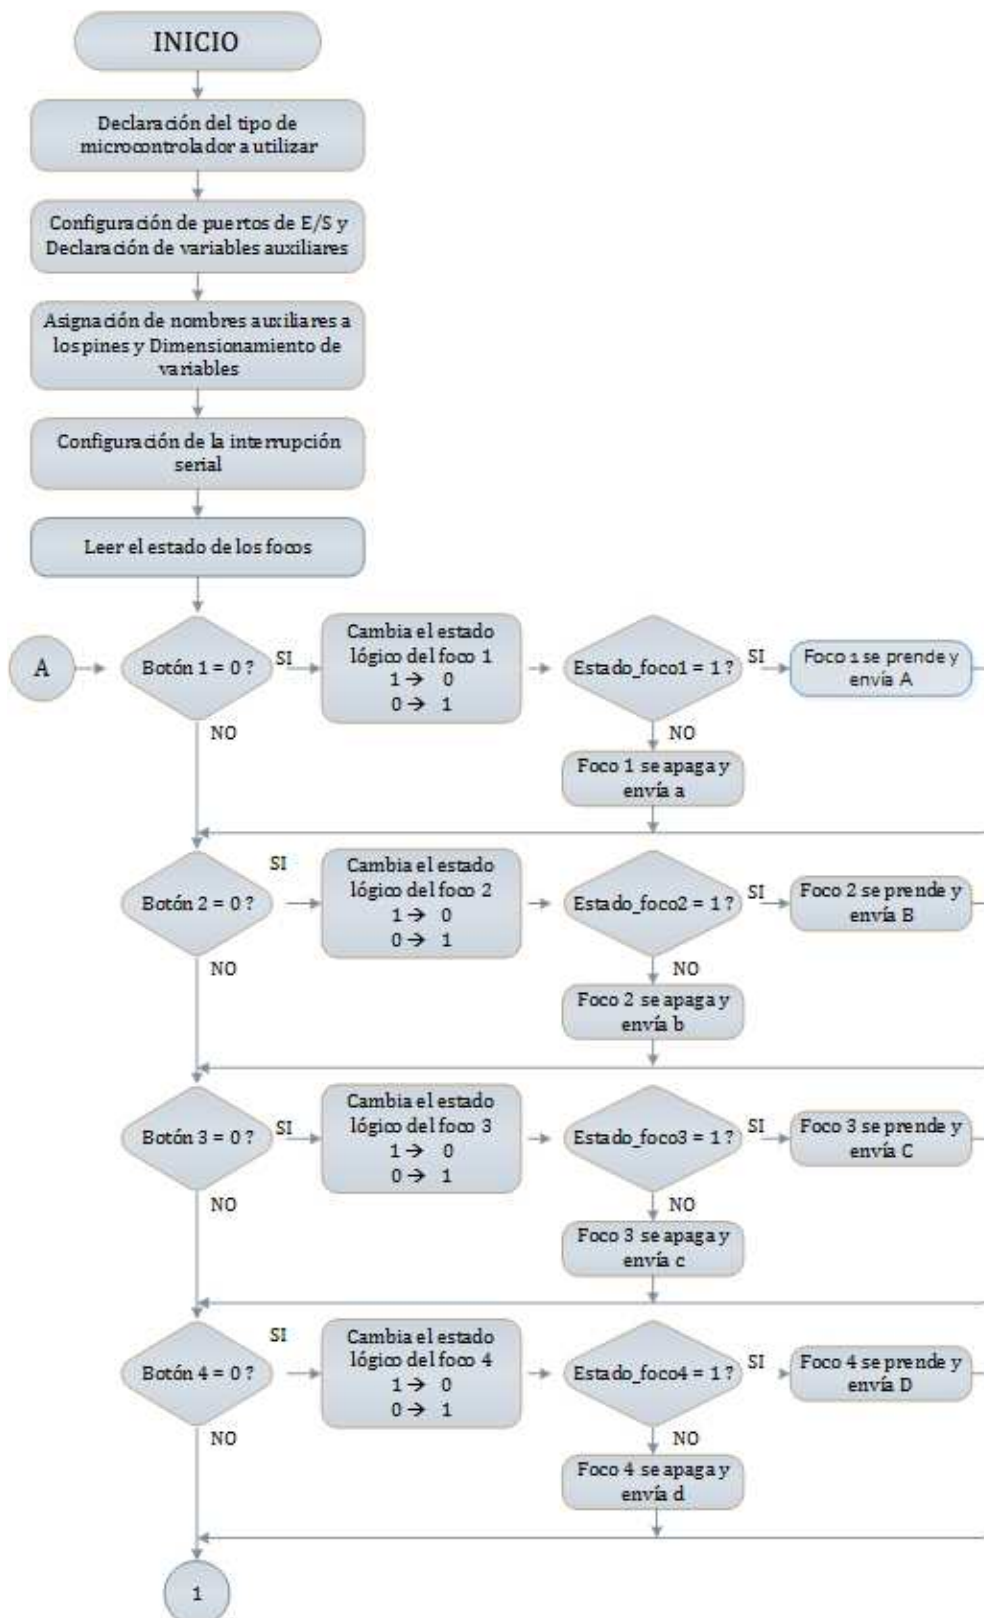 INICIO
Declaración del tipo de
microcontrolador a utilizar
Configuración de puertos de E/S y
Declaración de variables auxiliares
Asignación de nombres auxiliares a
los pines y Dimensionamiento de
variables
Configuración de la interrupción
serial
Leer el estado de los focos
A
Botón 1 = 0 ?
SI
Cambia el estado
lógico del foco 1
1 → 0
0 → 1
Estado_foco1 = 1 ?
SI
Foco 1 se prende y
envía A
NO
NO
Foco 1 se apaga y
envía a
Botón 2 = 0 ?
SI
Cambia el estado
lógico del foco 2
1 → 0
0 → 1
Estado_foco2 = 1 ?
SI
Foco 2 se prende y
envía B
NO
NO
Foco 2 se apaga y
envía b
Botón 3 = 0 ?
SI
Cambia el estado
lógico del foco 3
1 → 0
0 → 1
Estado_foco3 = 1 ?
SI
Foco 3 se prende y
envía C
NO
NO
Foco 3 se apaga y
envía c
Botón 4 = 0 ?
SI
Cambia el estado
lógico del foco 4
1 → 0
0 → 1
Estado_foco4 = 1 ?
SI
Foco 4 se prende y
envía D
NO
NO
Foco 4 se apaga y
envía d
1